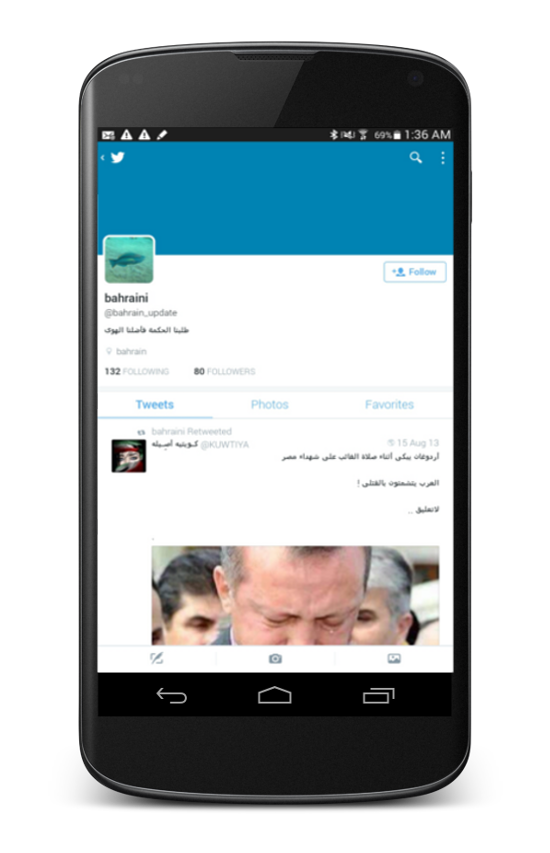 69% 1:36 AM
Follow
bahraini
@bahrain_update
طلبنا الحكمة فأضلنا الهوى
bahrain
132 FOLLOWING 80 FOLLOWERS
Tweets Photos Favorites
bahraini Retweeted
كويتيه أصيله @KUWTIYA 15 Aug 13
أردوغان يبكي أثناء صلاة الغائب على شهداء مصر
العرب يتشمتون بالقتلى !
لاتعليق ..